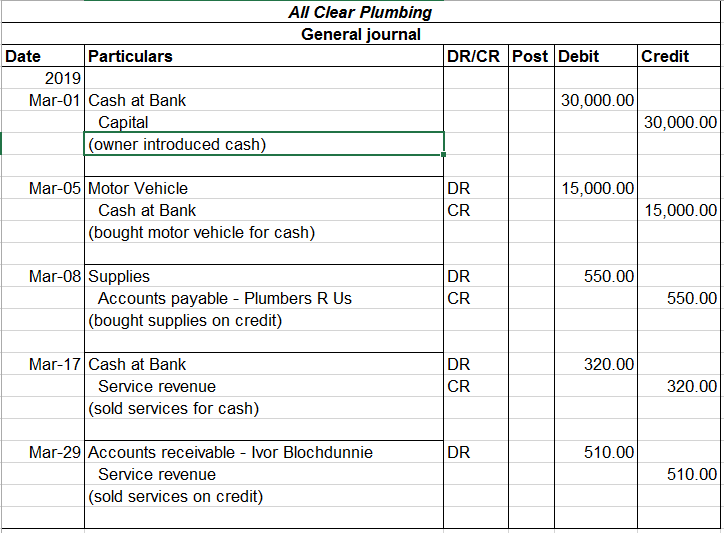 All Clear Plumbing
General journal
Date Particulars DR/CR Post Debit Credit
2019
Mar-01 Cash at Bank 30,000.00
Capital 30,000.00
(owner introduced cash)
Mar-05 Motor Vehicle DR 15,000.00
Cash at Bank CR 15,000.00
(bought motor vehicle for cash)
Mar-08 Supplies DR 550.00
Accounts payable - Plumbers R Us CR 550.00
(bought supplies on credit)
Mar-17 Cash at Bank DR 320.00
Service revenue CR 320.00
(sold services for cash)
Mar-29 Accounts receivable - Ivor Blochdunnie DR 510.00
Service revenue 510.00
(sold services on credit)